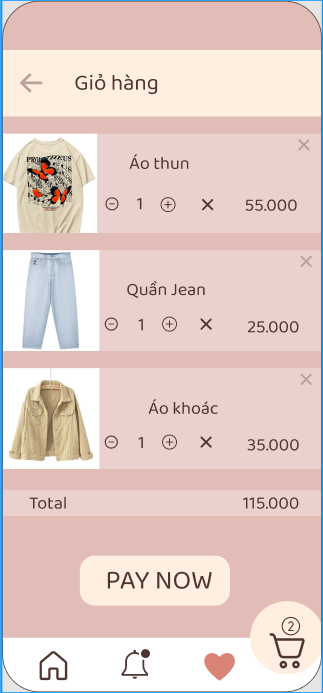 Giỏ hàng
Áo thun
1
55.000
Quần Jean
1
25.000
Áo khoác
1
35.000
Total 115.000
PAY NOW
2